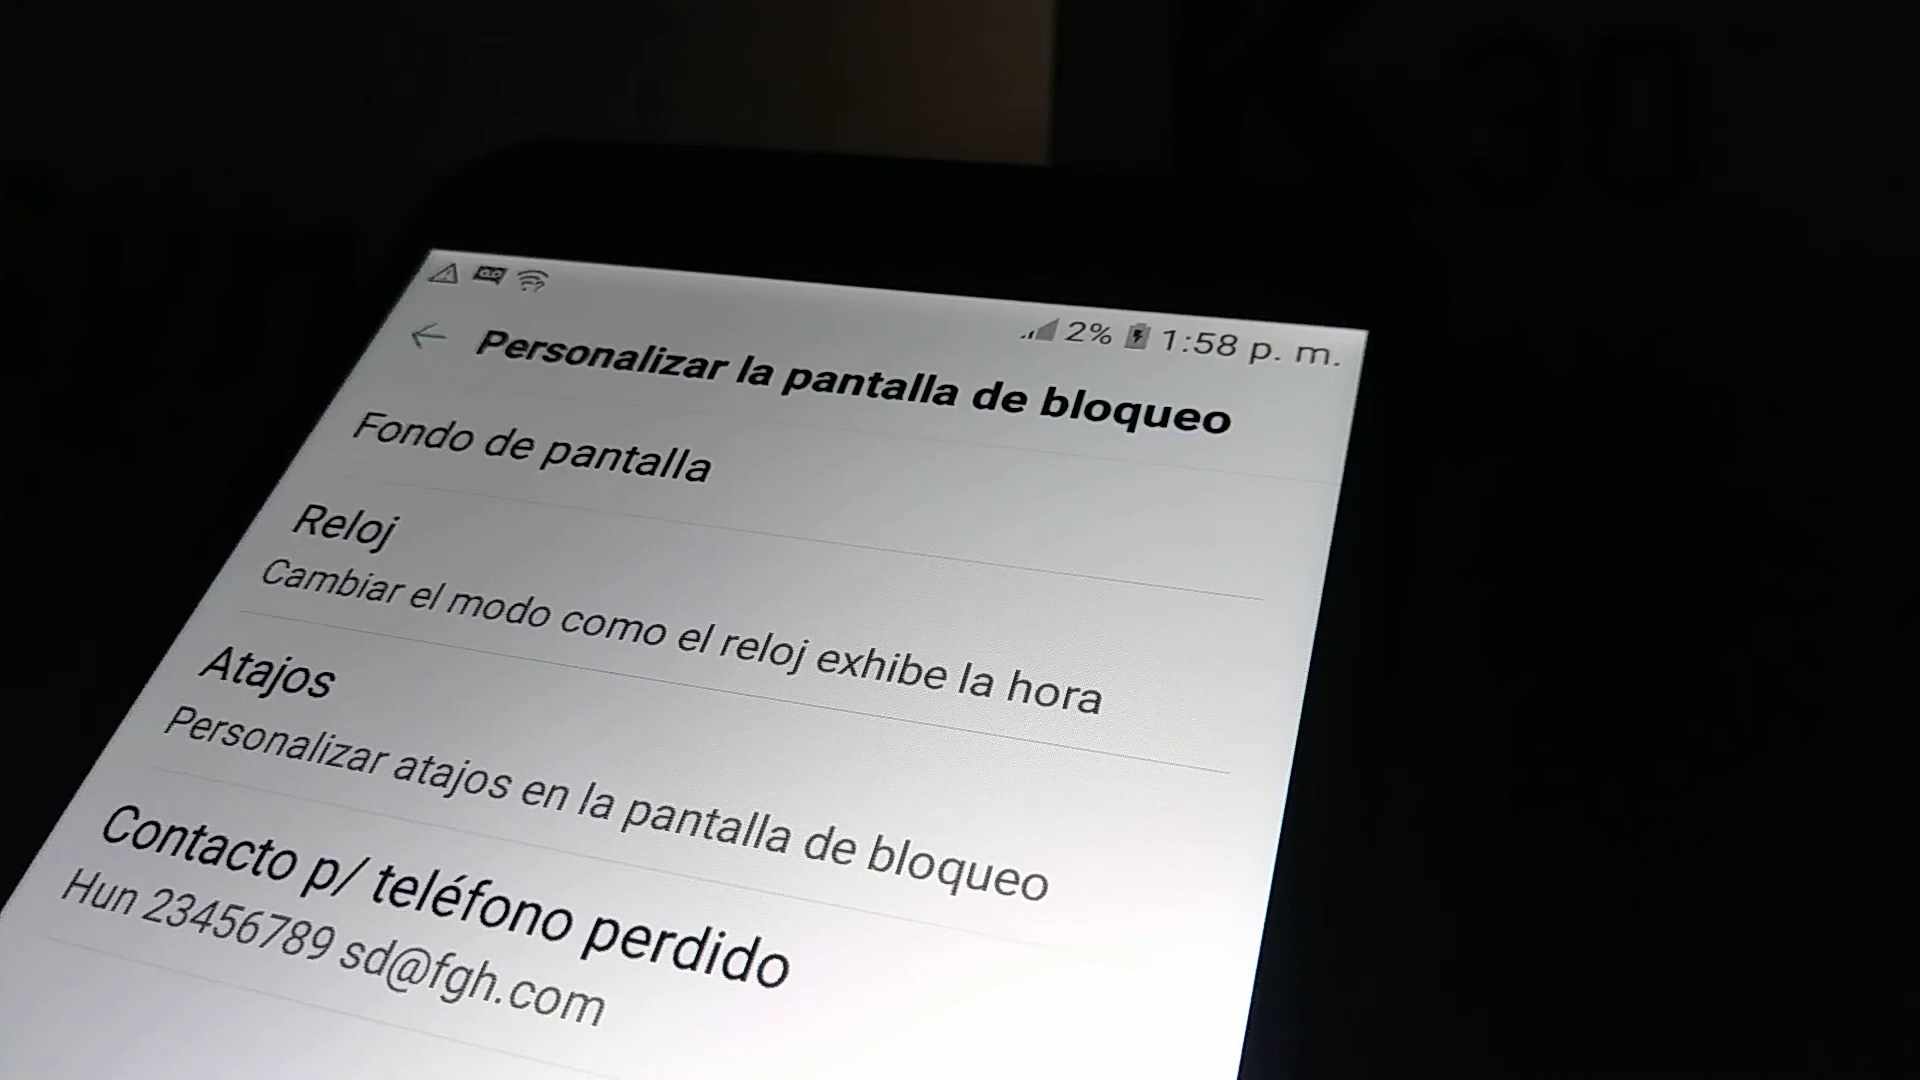 2% 1:58 p. m.
Personalizar la pantalla de bloqueo
Fondo de pantalla
Reloj
Cambiar el modo como el reloj exhibe la hora
Atajos
Personalizar atajos en la pantalla de bloqueo
Contacto p/ teléfono perdido
Hun 23456789 sd@fgh.com